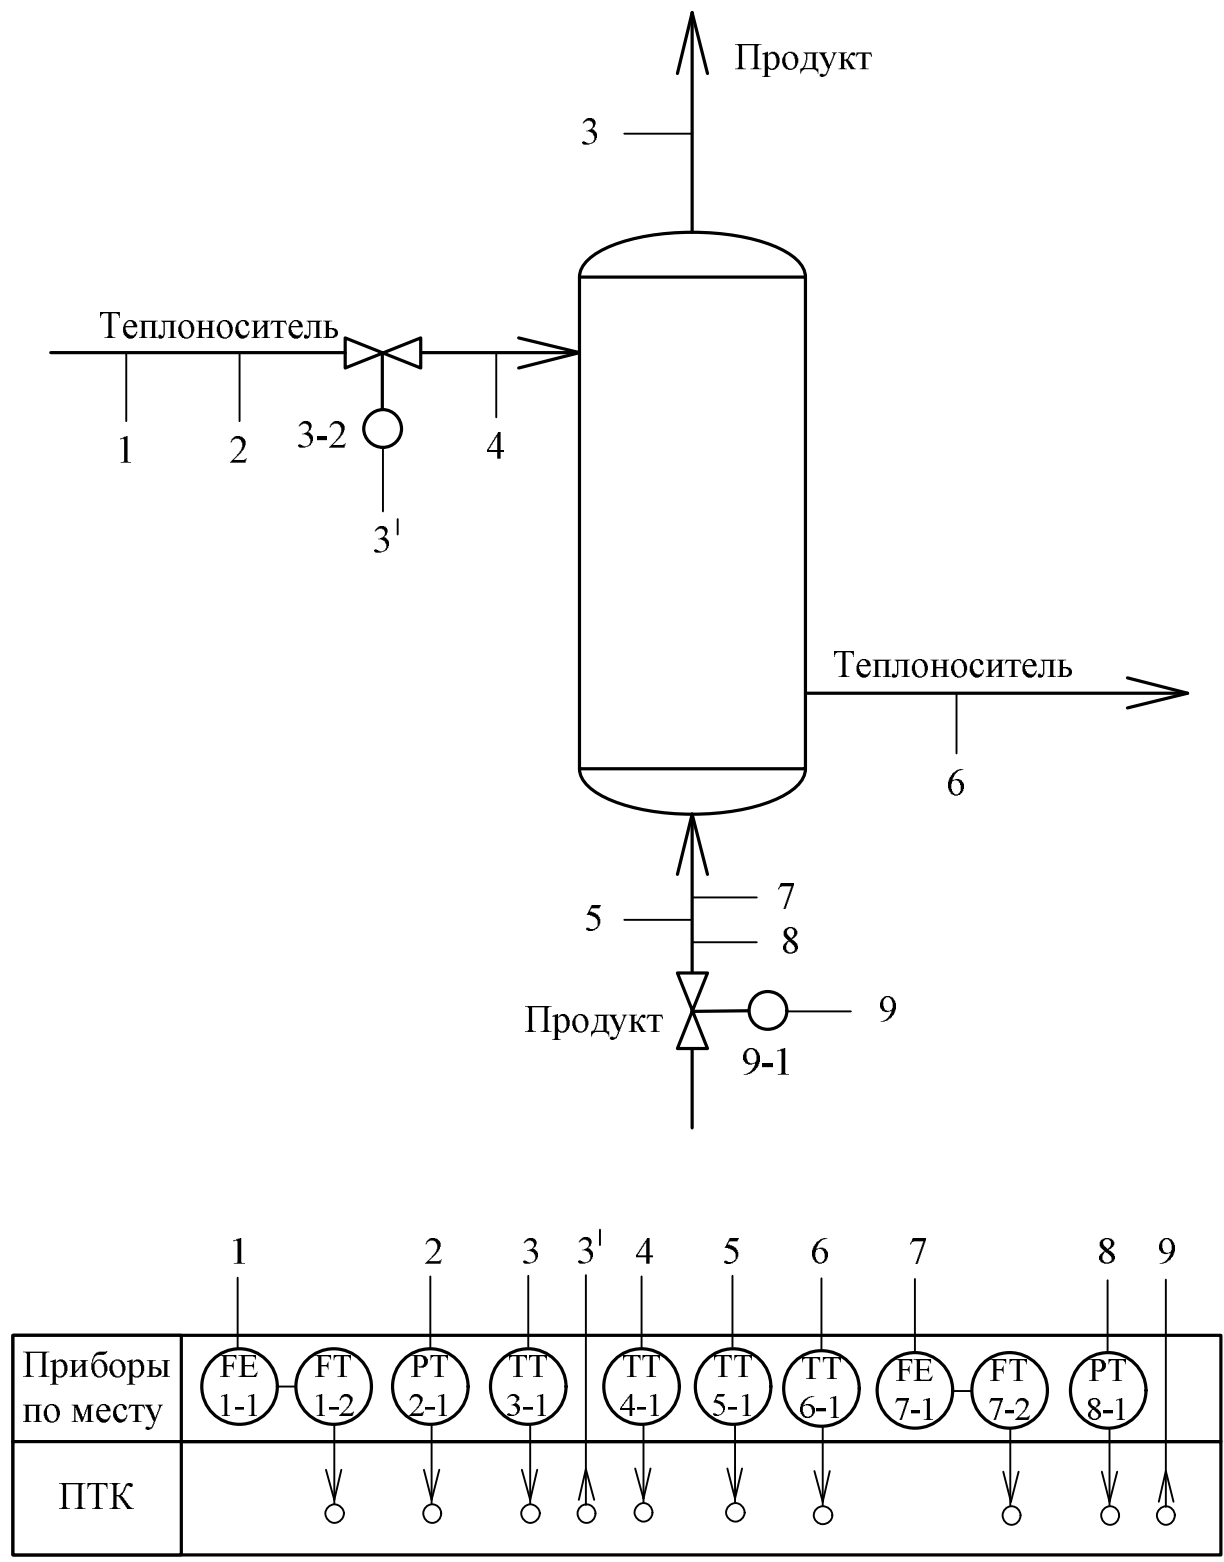 Продукт
3
Теплоноситель
1
2
3-2
4
3'
Теплоноситель
6
7
5
8
Продукт
9
9-1
1 2 3 3' 4 5 6 7 8 9
Приборы по месту
FE 1-1
FT 1-2
PT 2-1
TT 3-1
TT 4-1
TT 5-1
TT 6-1
FE 7-1
FT 7-2
PT 8-1
ПТК